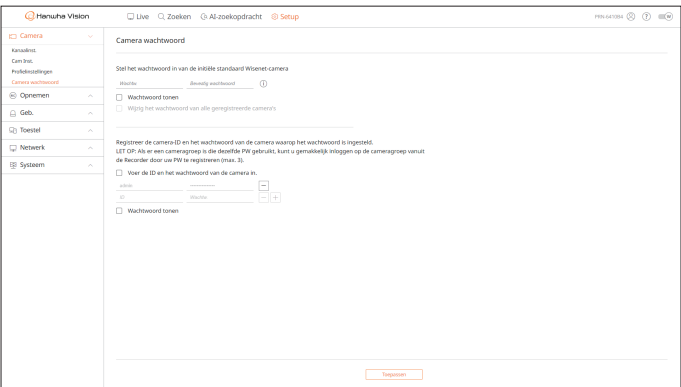 Hanwha Vision
Live Zoeken AI-zoekopdracht Setup
PRN-6410B4
Camera
Kanaalinst.
Cam Inst.
Profielinstellingen
Camera wachtwoord
Opnemen
Geb.
Toestel
Netwerk
Systeem
Camera wachtwoord
Stel het wachtwoord in van de initiële standaard Wisenet-camera
Wachtw. Bevestig wachtwoord
Wachtwoord tonen
Wijzig het wachtwoord van alle geregistreerde camera's
Registreer de camera-ID en het wachtwoord van de camera waarop het wachtwoord is ingesteld.
LET OP: Als er een cameragroep is die dezelfde PW gebruikt, kunt u gemakkelijk inloggen op de cameragroep vanuit
de Recorder door uw PW te registreren (max. 3).
Voer de ID en het wachtwoord van de camera in.
admin
ID Wachtw.
Wachtwoord tonen
Toepassen